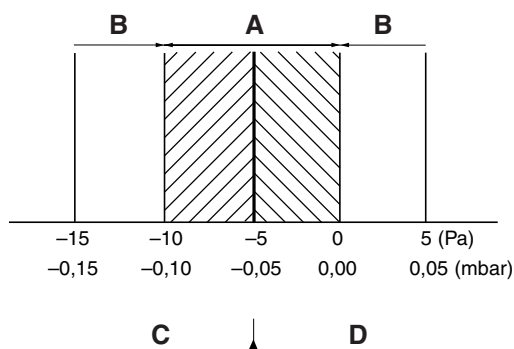 B A B
–15 –10 –5 0 5 (Pa)
–0,15 –0,10 –0,05 0,00 0,05 (mbar)
C D